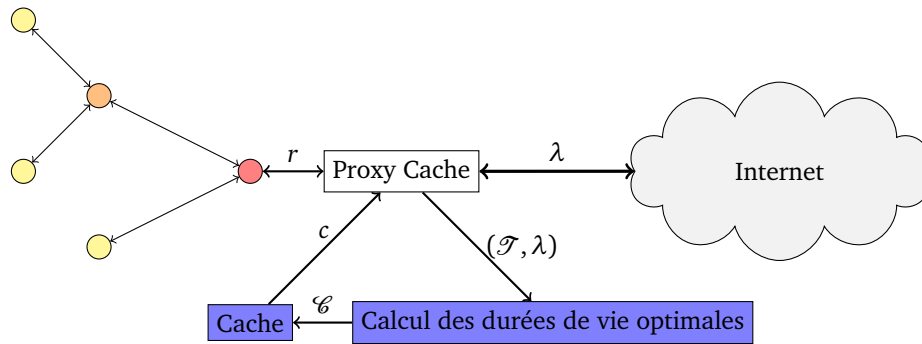 r
Proxy Cache
λ
Internet
c
(𝒯, λ)
Cache
𝒞
Calcul des durées de vie optimales